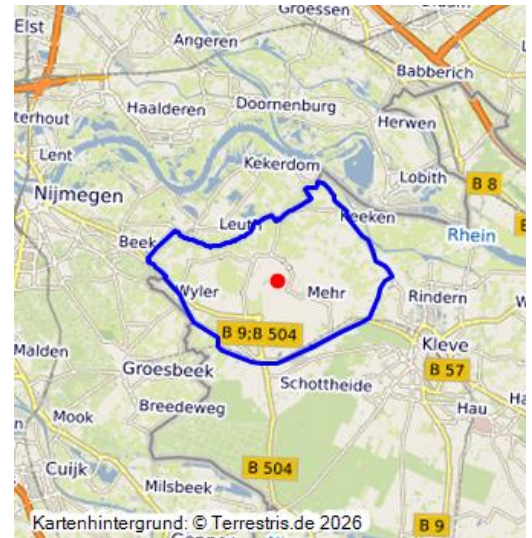 Groessen
Elst
Angeren
Babberich
Haalderen
Doornenburg
Herwen
Lent
Kekerdom
Lobith
B 8
Nijmegen
Leuth
Keeken
Rhein
Beek
Wyler
Mehr
Rindern
B 9;B 504
Kleve
Malden
Groesbeek
Schottheide
B 57
Breedeweg
Mook
Hau
Cuijk
B 504
Milsbeek
B 9
Kartenhintergrund: © Terrestris.de 2026